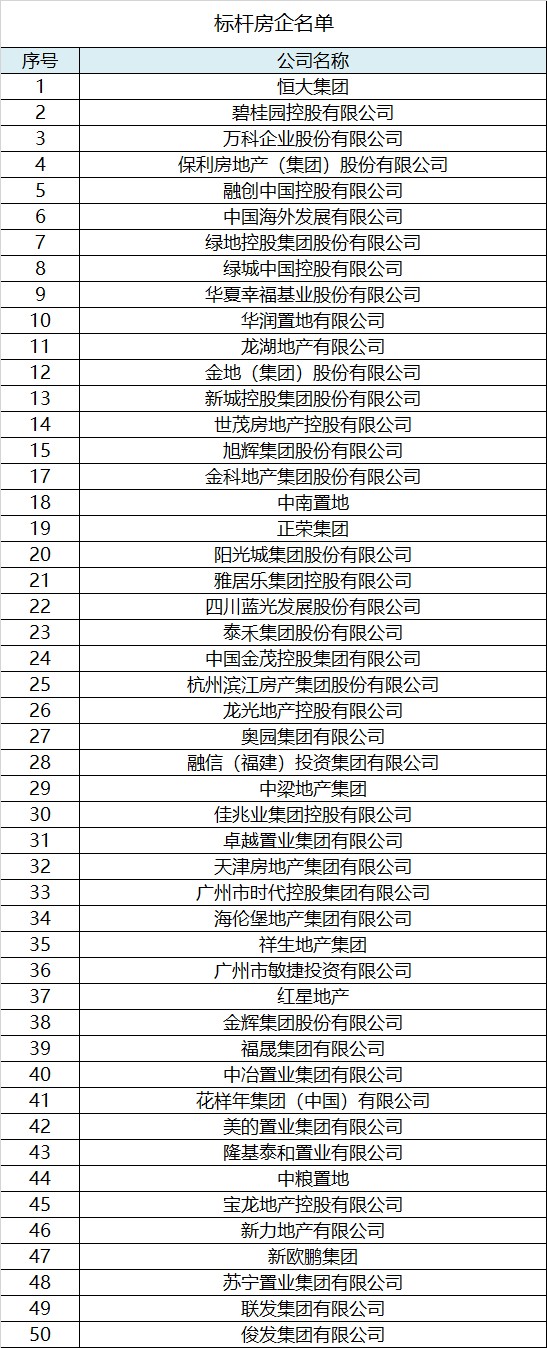 标杆房企名单
序号 公司名称
1 恒大集团
2 碧桂园控股有限公司
3 万科企业股份有限公司
4 保利房地产（集团）股份有限公司
5 融创中国控股有限公司
6 中国海外发展有限公司
7 绿地控股集团股份有限公司
8 绿城中国控股有限公司
9 华夏幸福基业股份有限公司
10 华润置地有限公司
11 龙湖地产有限公司
12 金地（集团）股份有限公司
13 新城控股集团股份有限公司
14 世茂房地产控股有限公司
15 旭辉集团股份有限公司
17 金科地产集团股份有限公司
18 中南置地
19 正荣集团
20 阳光城集团股份有限公司
21 雅居乐集团控股有限公司
22 四川蓝光发展股份有限公司
23 泰禾集团股份有限公司
24 中国金茂控股集团有限公司
25 杭州滨江房产集团股份有限公司
26 龙光地产控股有限公司
27 奥园集团有限公司
28 融信（福建）投资集团有限公司
29 中梁地产集团
30 佳兆业集团控股有限公司
31 卓越置业集团有限公司
32 天津房地产集团有限公司
33 广州市时代控股集团有限公司
34 海伦堡地产集团有限公司
35 祥生地产集团
36 广州市敏捷投资有限公司
37 红星地产
38 金辉集团股份有限公司
39 福晟集团有限公司
40 中冶置业集团有限公司
41 花样年集团（中国）有限公司
42 美的置业集团有限公司
43 隆基泰和置业有限公司
44 中粮置地
45 宝龙地产控股有限公司
46 新力地产有限公司
47 新欧鹏集团
48 苏宁置业集团有限公司
49 联发集团有限公司
50 俊发集团有限公司